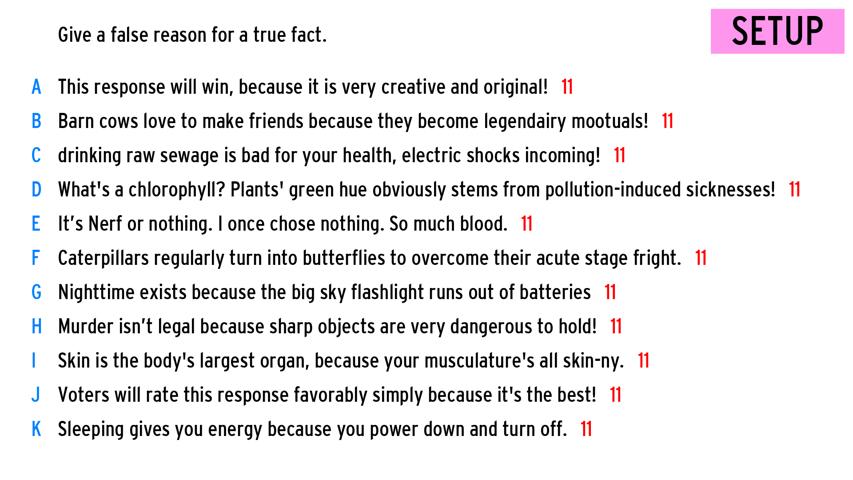 Give a false reason for a true fact.
SETUP
A This response will win, because it is very creative and original! 11
B Barn cows love to make friends because they become legendairy mootuals! 11
C drinking raw sewage is bad for your health, electric shocks incoming! 11
D What's a chlorophyll? Plants' green hue obviously stems from pollution-induced sicknesses! 11
E It’s Nerf or nothing. I once chose nothing. So much blood. 11
F Caterpillars regularly turn into butterflies to overcome their acute stage fright. 11
G Nighttime exists because the big sky flashlight runs out of batteries 11
H Murder isn’t legal because sharp objects are very dangerous to hold! 11
I Skin is the body's largest organ, because your musculature's all skin-ny. 11
J Voters will rate this response favorably simply because it's the best! 11
K Sleeping gives you energy because you power down and turn off. 11